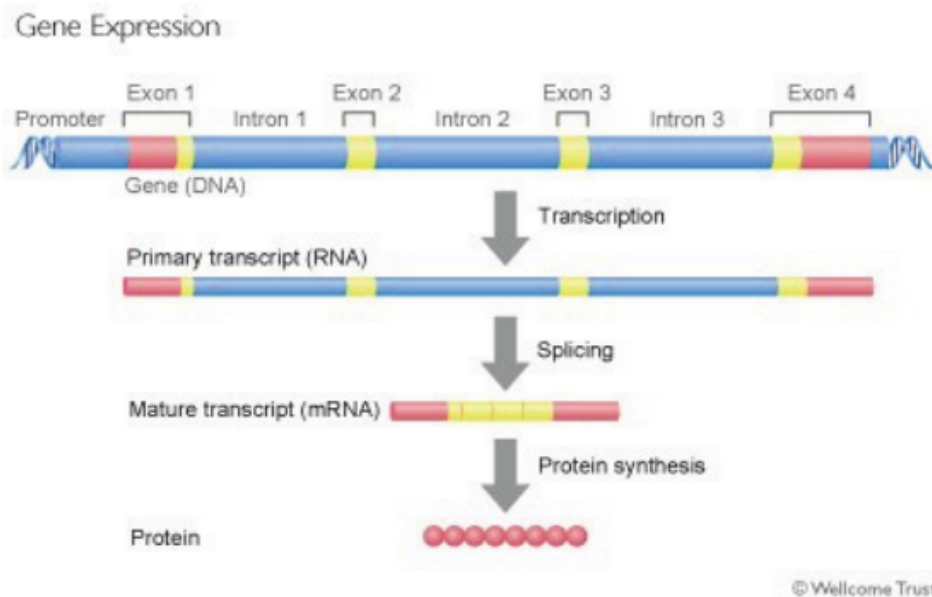 Gene Expression
Exon 1 Exon 2 Exon 3 Exon 4
Promoter Intron 1 Intron 2 Intron 3
Gene (DNA)
Transcription
Primary transcript (RNA)
Splicing
Mature transcript (mRNA)
Protein synthesis
Protein
© Wellcome Trust